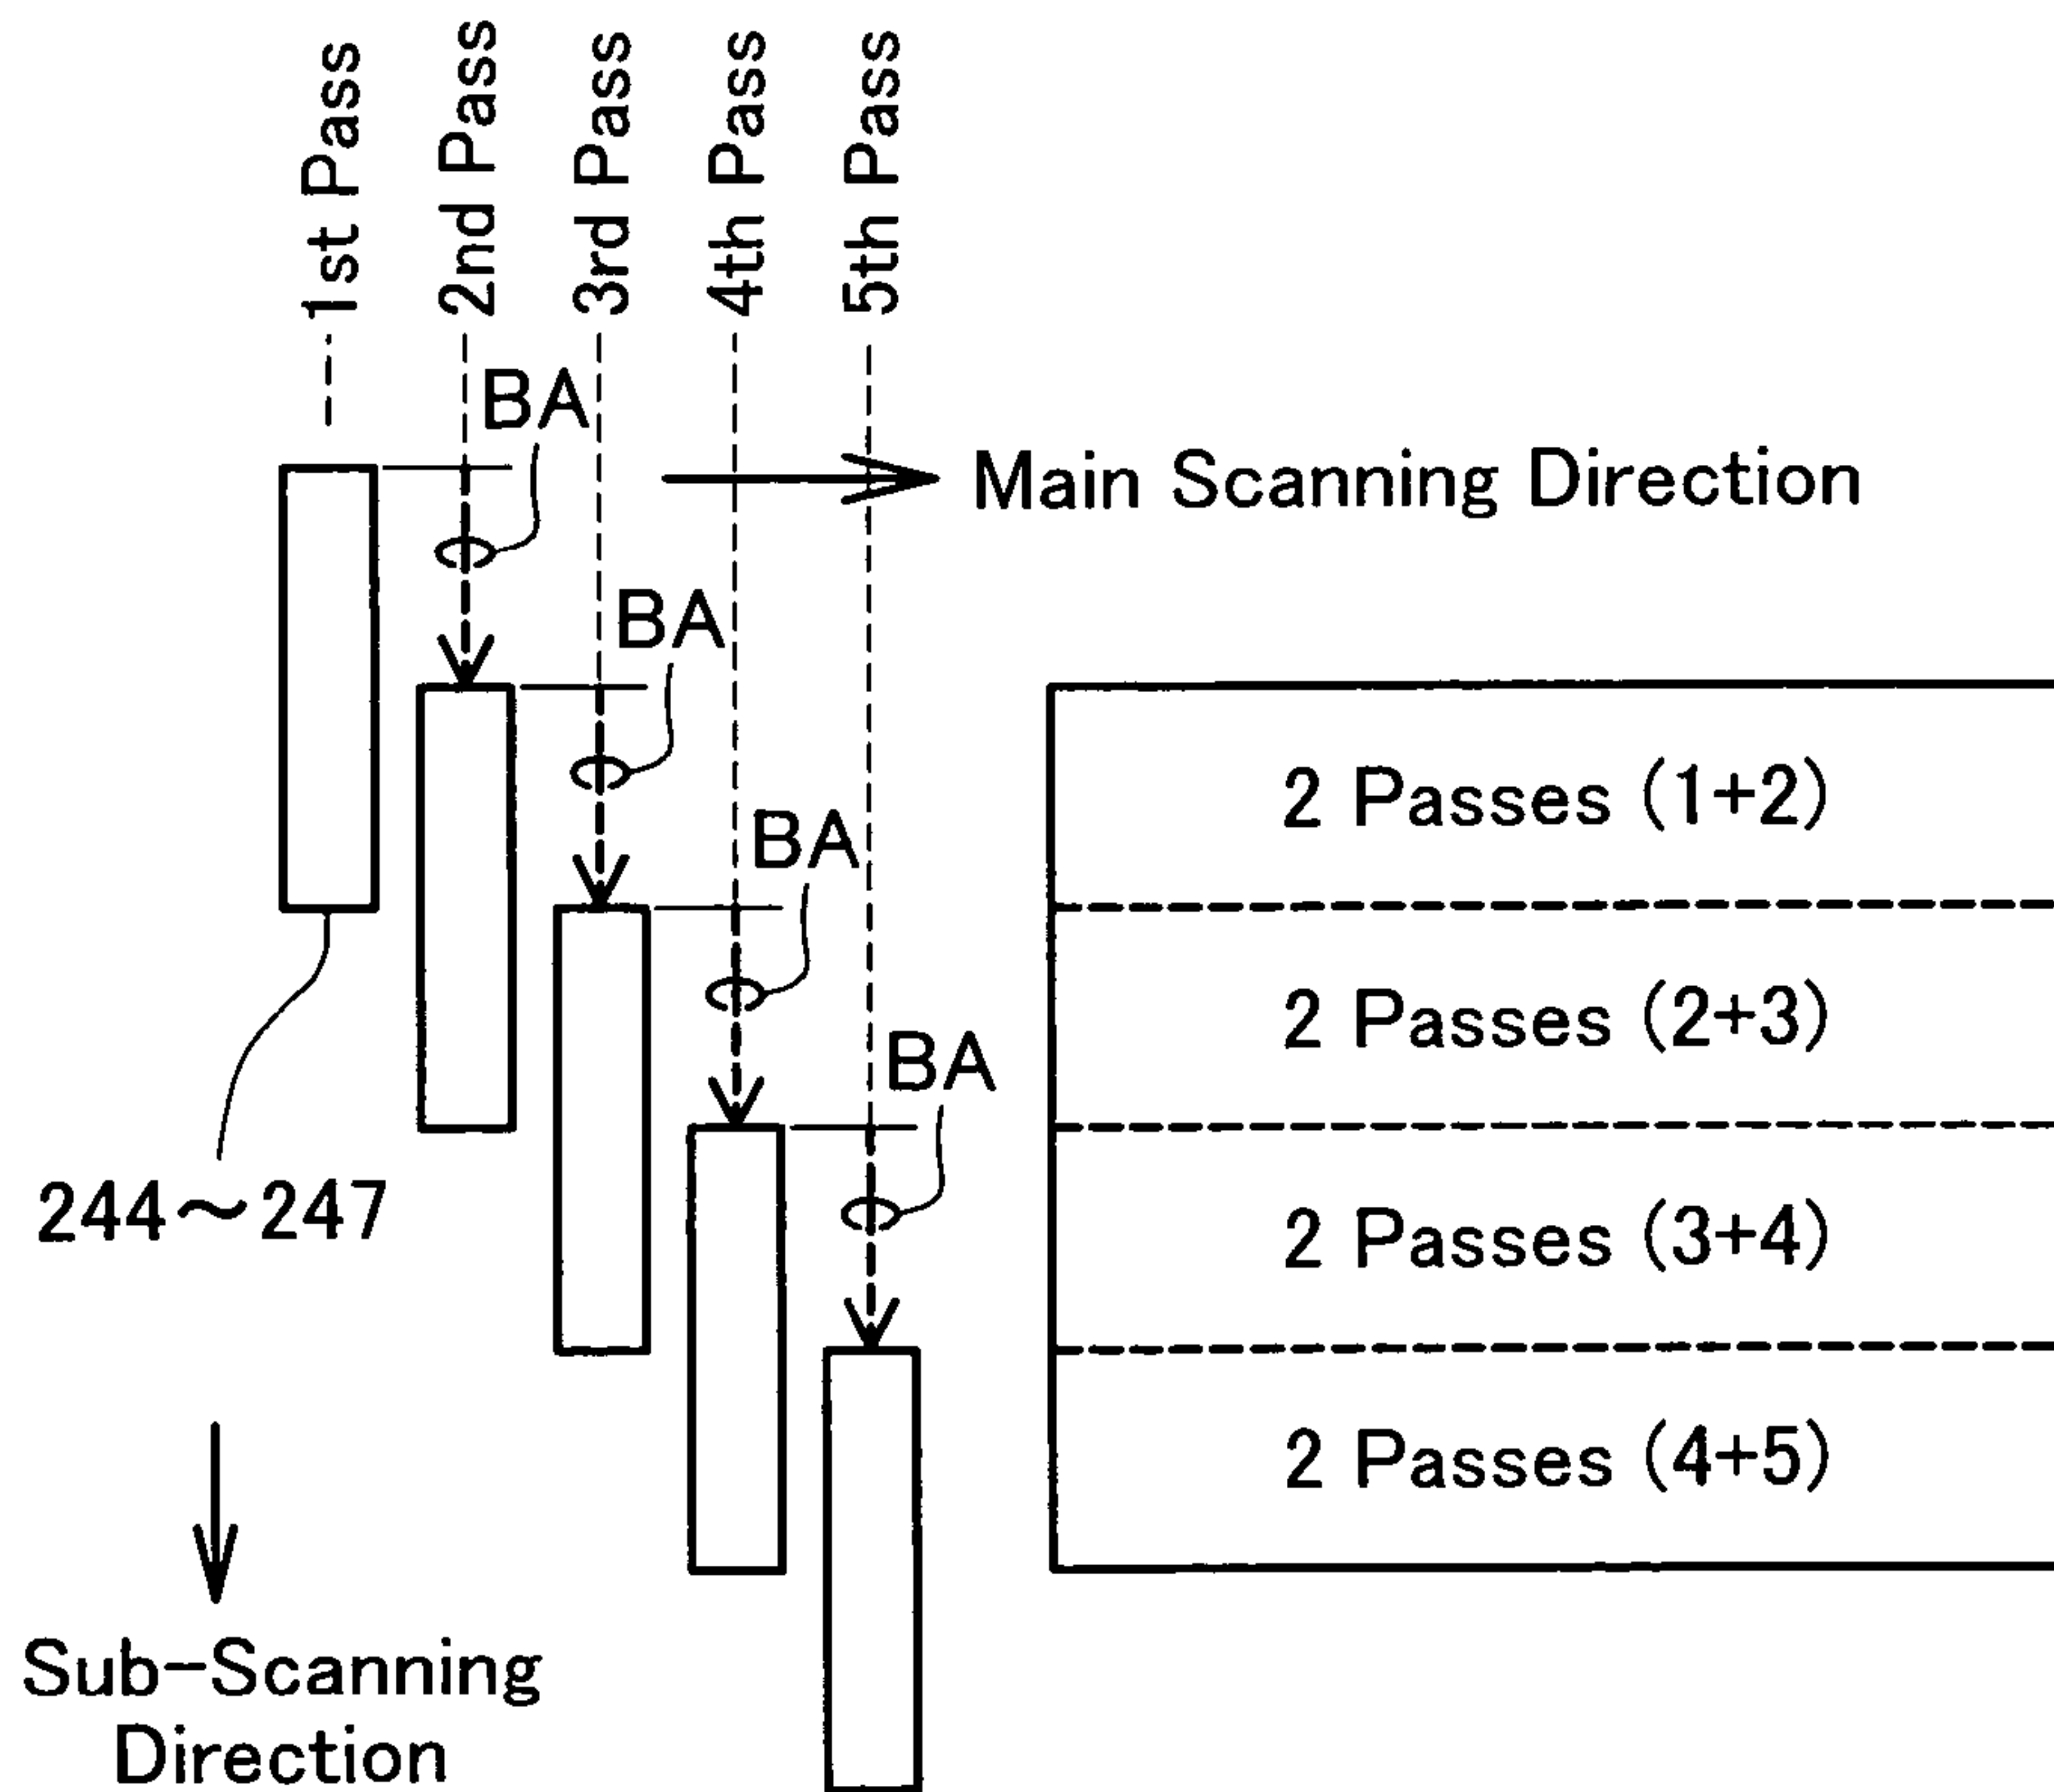 1st Pass
2nd Pass
3rd Pass
4th Pass
5th Pass
BA
Main Scanning Direction
BA
2 Passes (1+2)
BA
2 Passes (2+3)
BA
244～247
2 Passes (3+4)
2 Passes (4+5)
Sub-Scanning
Direction